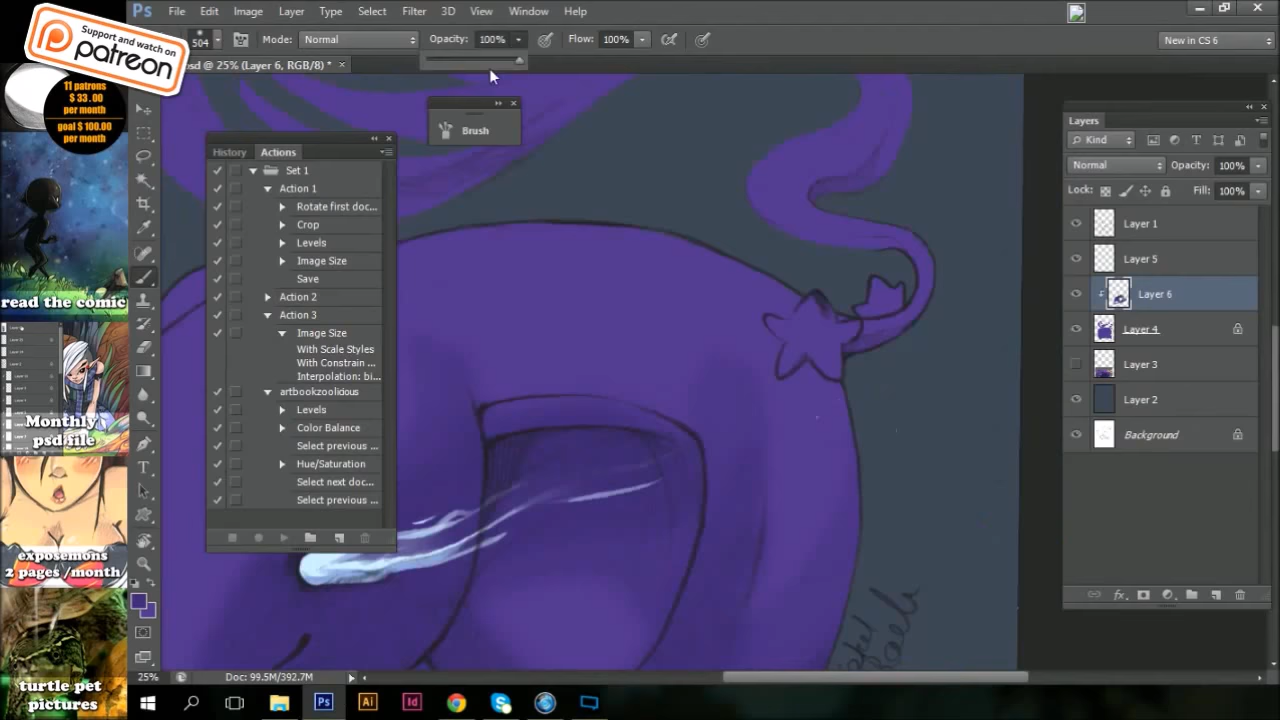 Ps File Edit Image Layer Type Select Filter 3D View Window Help
Support and watch on
patreon
504 Mode: Normal Opacity: 100% Flow: 100% New in CS 6
sd @ 25% (Layer 6, RGB/8) * ×
11 patrons
$ 33 .00
per month
goal $ 100.00
per month
Brush
History Actions
Set 1
Action 1
Rotate first doc...
Crop
Levels
Image Size
Save
Action 2
Action 3
Image Size
With Scale Styles
With Constrain ...
Interpolation: bi...
artbookzoolicious
Levels
Color Balance
Select previous ...
Hue/Saturation
Select next doc...
Select previous ...
Layers
Kind
Normal Opacity: 100%
Lock: Fill: 100%
Layer 1
Layer 5
Layer 6
Layer 4
Layer 3
Layer 2
Background
read the comic
Monthly
psd file
exposemons
2 pages /month
turtle pet
pictures
25% Doc: 99.5M/392.7M
Ps Ai Id